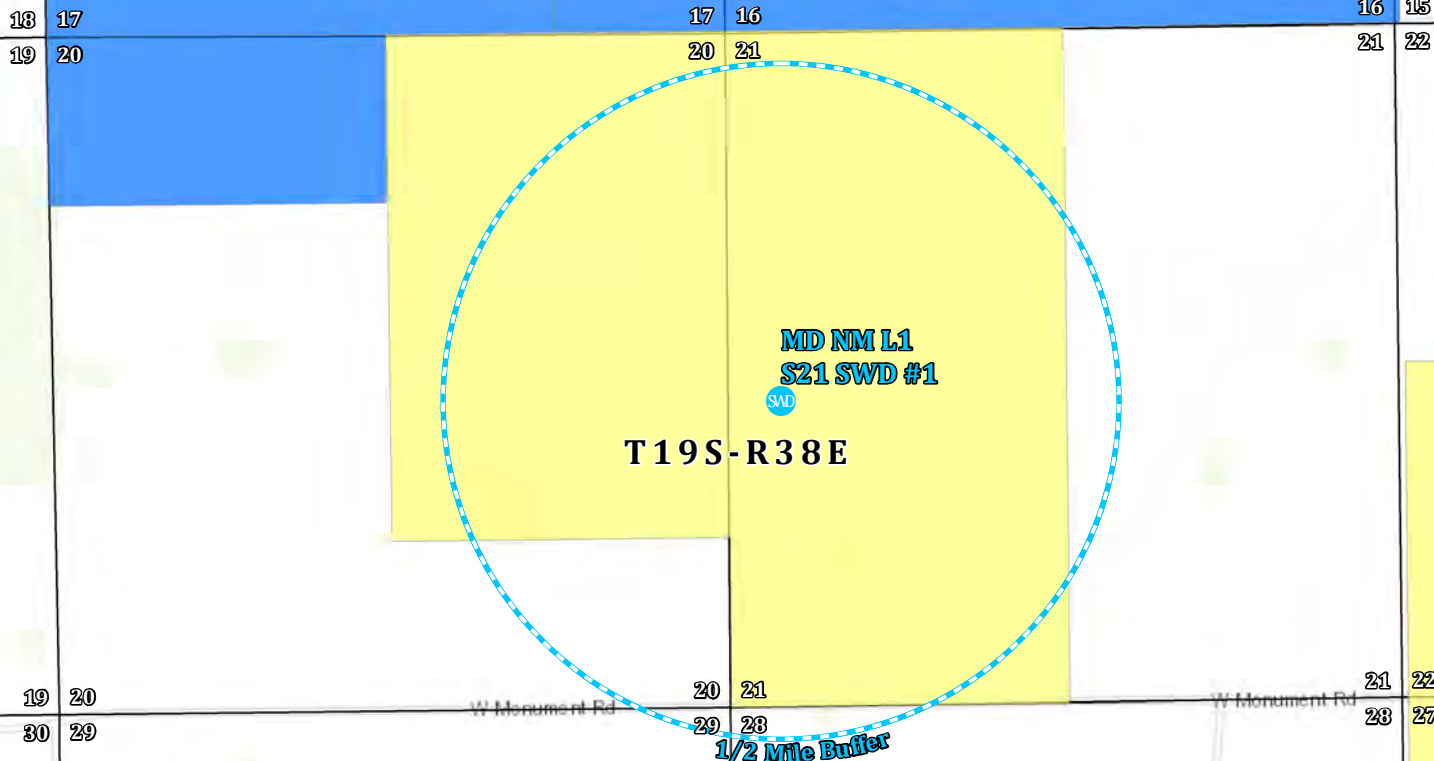 18 17 17 16 16 15
19 20 20 21 21 22
MD NM L1
S21 SWD #1
SWD
T19S-R38E
19 20 20 21 21 22
W Monument Rd W Monument Rd
30 29 29 28 28 27
1/2 Mile Buffer